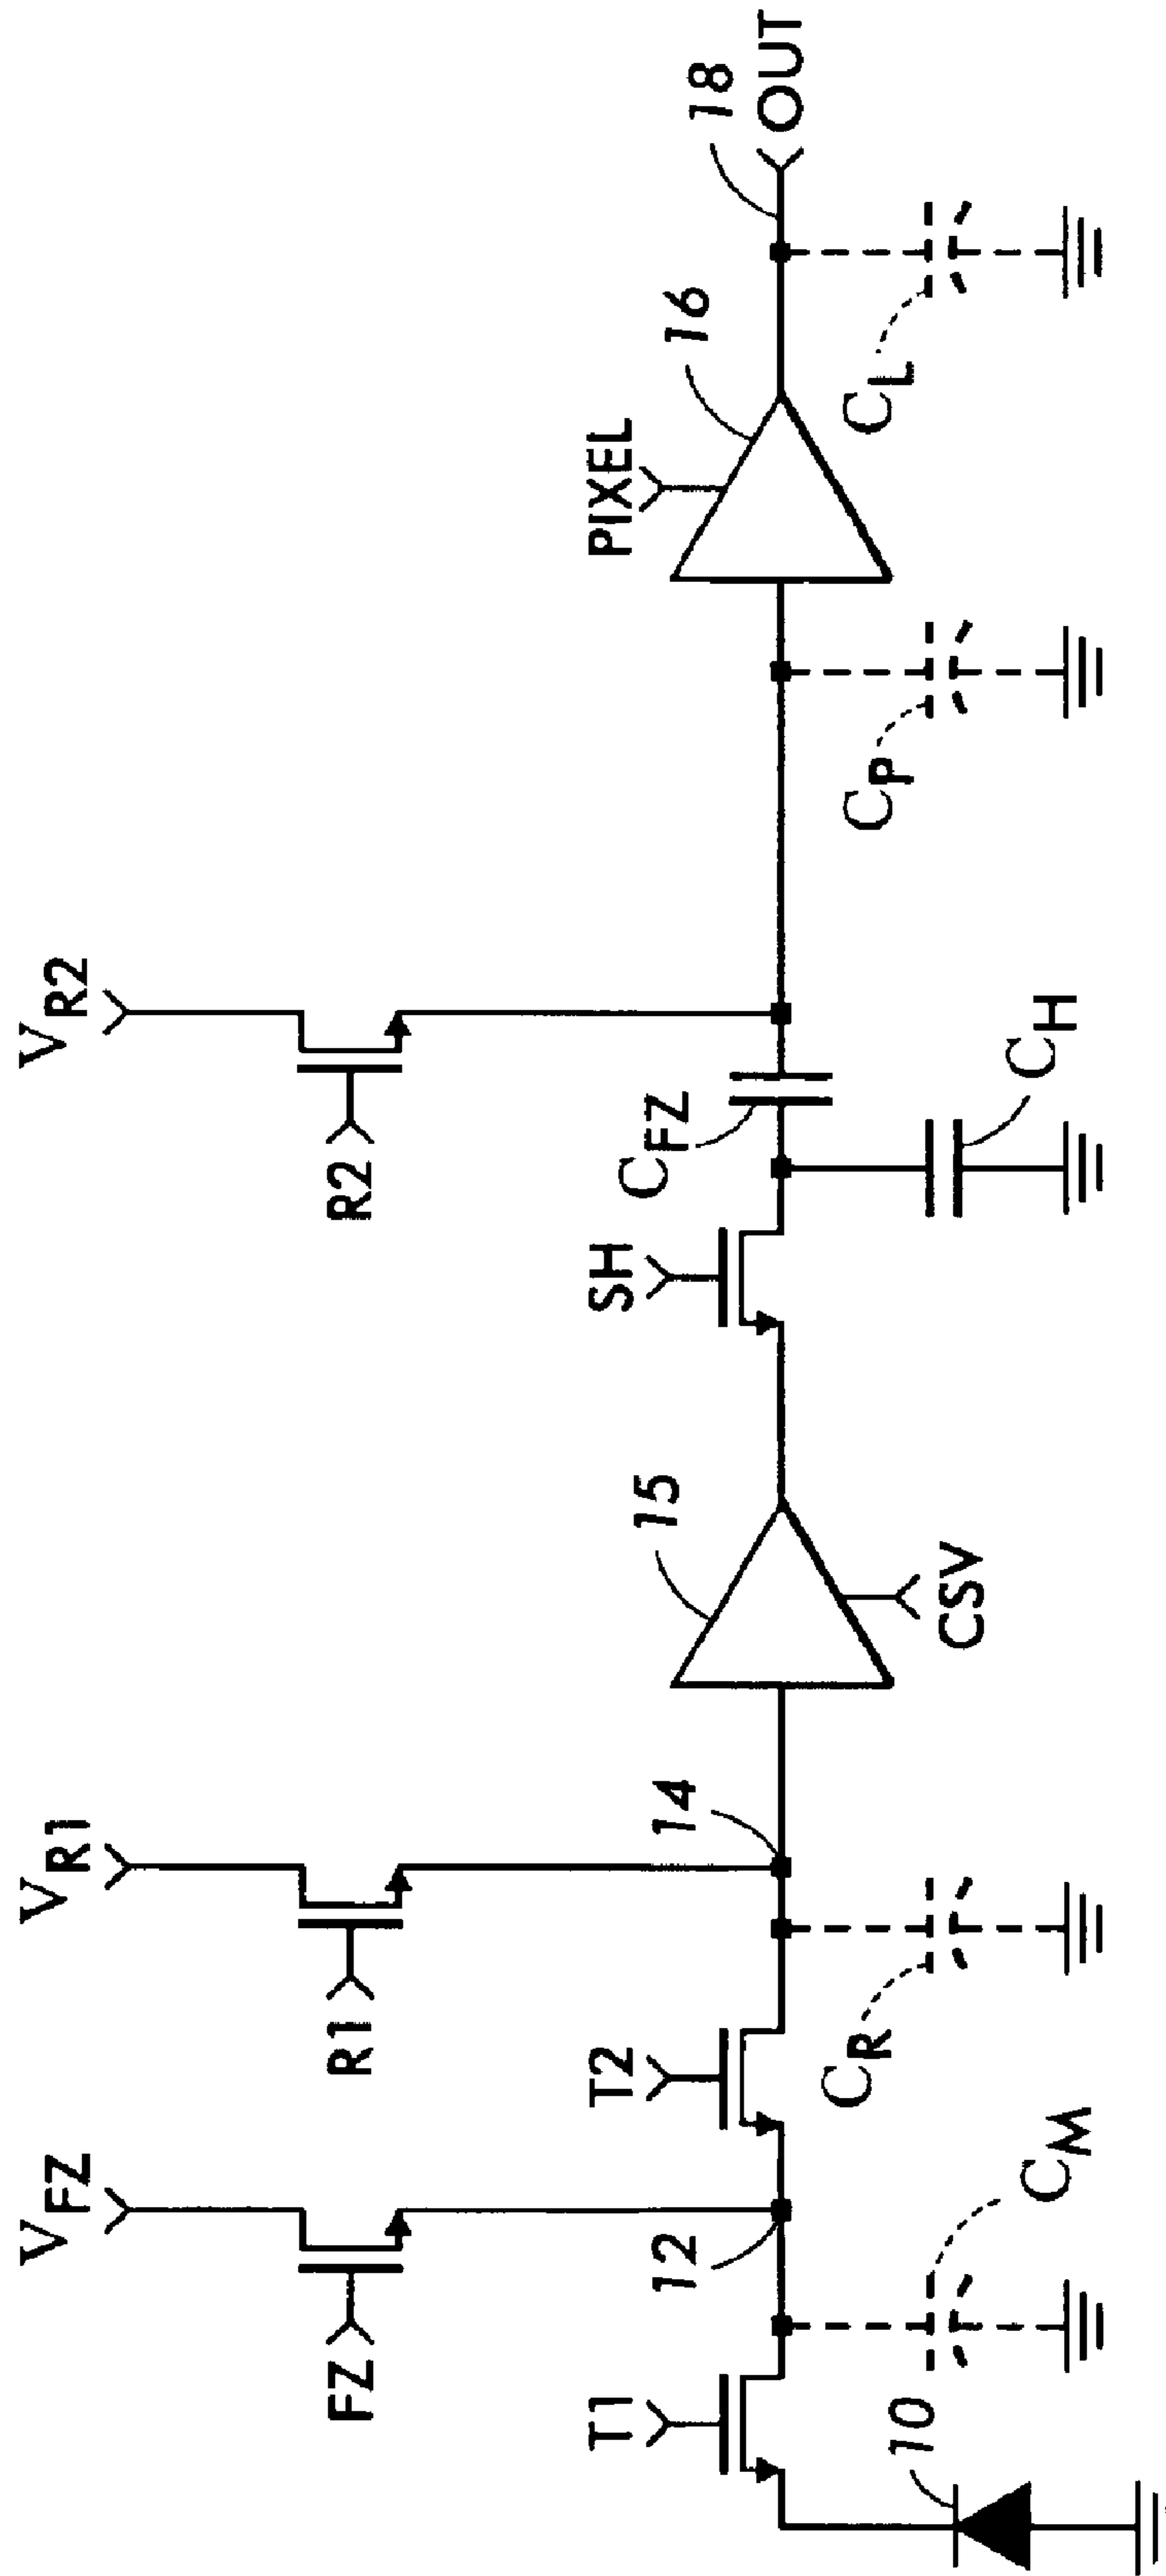 V_FZ
V_R1
V_R2
FZ
R1
R2
T1
T2
SH
PIXEL
12
14
15
16
18
OUT
C_FZ
CSV
10
C_M
C_R
C_H
C_P
C_L